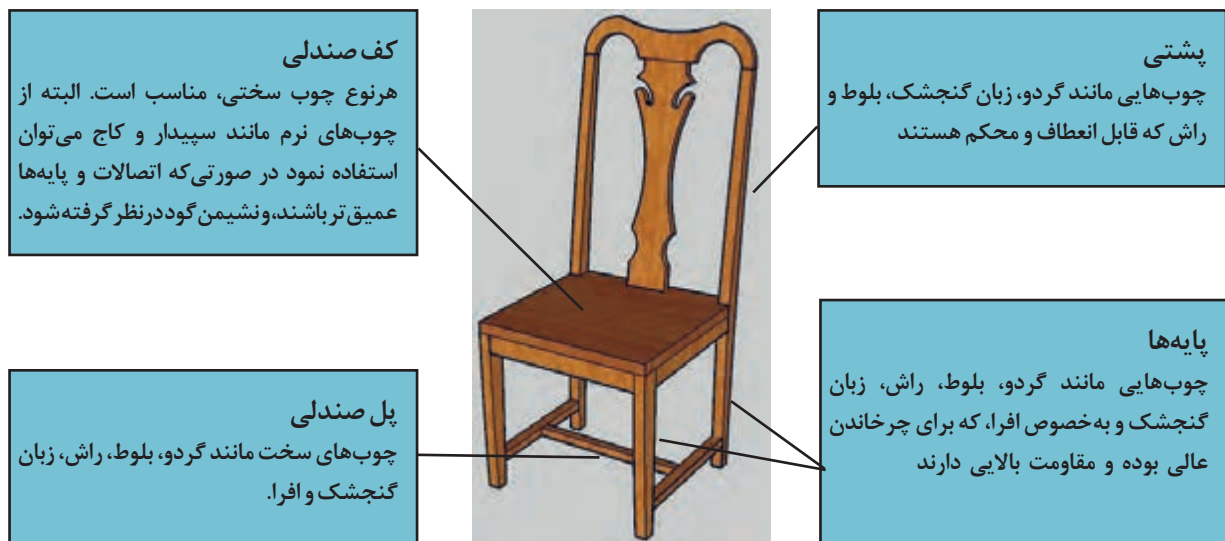 پشتی
چوب‌هایی مانند گردو، زبان گنجشک، بلوط و
راش که قابل انعطاف و محکم هستند
کف صندلی
هرنوع چوب سختی، مناسب است. البته از
چوب‌های نرم مانند سپیدار و کاج می‌توان
استفاده نمود در صورتی‌که اتصالات و پایه‌ها
عمیق‌تر باشند، و نشیمن گود درنظر گرفته شود.
پایه‌ها
چوب‌هایی مانند گردو، بلوط، راش، زبان
گنجشک و به‌خصوص افرا، که برای چرخاندن
عالی بوده و مقاومت بالایی دارند
پل صندلی
چوب‌های سخت مانند گردو، بلوط، راش، زبان
گنجشک و افرا.